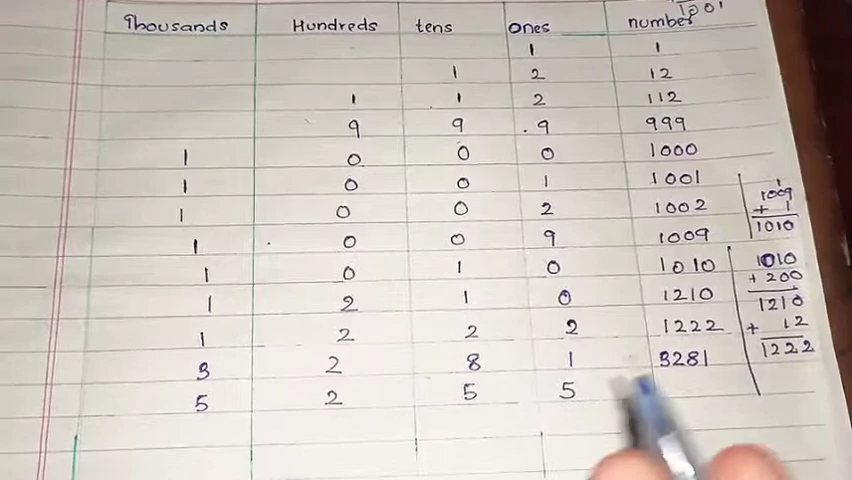 1001
Thousands Hundreds tens Ones number
1 1
1 2 12
1 1 2 112
9 9 .9 999
1 0 0 0 1000
1 0 0 1 1001
1 0 0 2 1002
1 0 0 9 1009
1 0 1 0 1010
1 2 1 0 1210
1 2 2 2 1222
3 2 8 1 3281
5 2 5 5
1
1009
+ 1
1010
1010
+ 200
1210
+ 12
1222